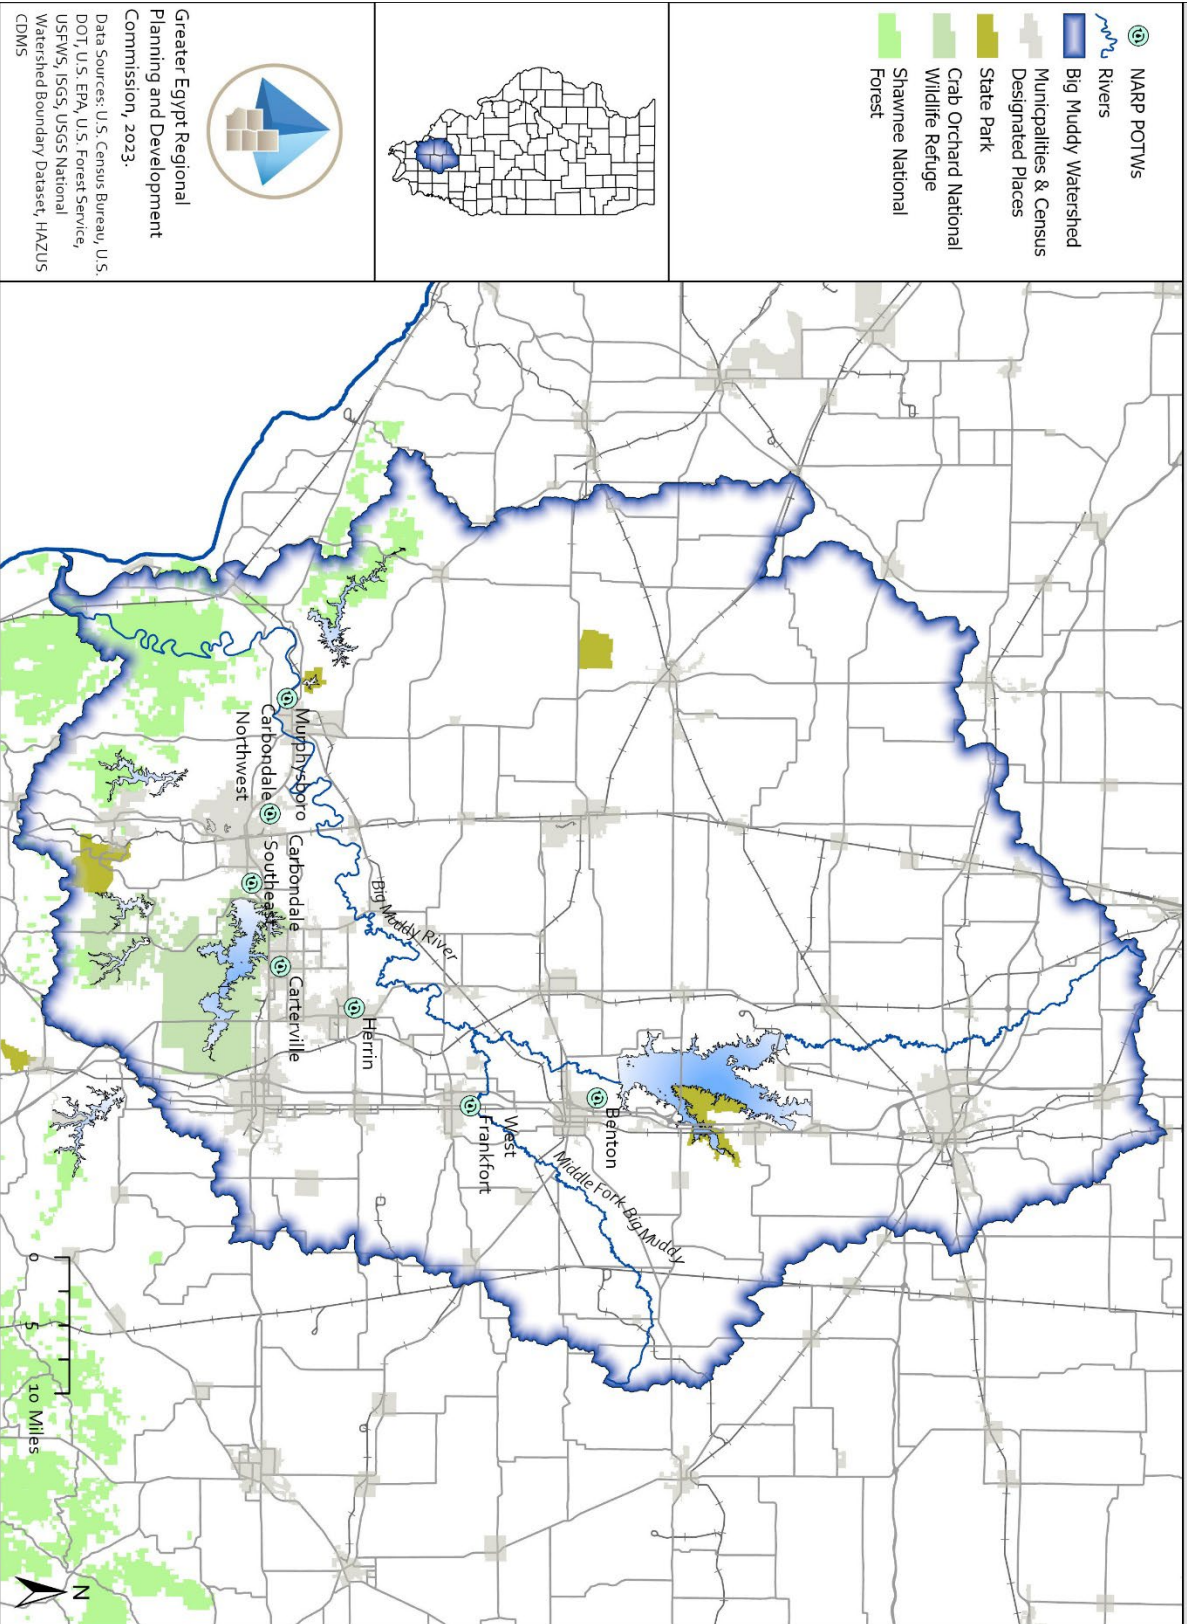 NARP POTWs
Rivers
Big Muddy Watershed
Municpalities & Census
Designated Places
State Park
Crab Orchard National
Wildlife Refuge
Shawnee National
Forest
Greater Egypt Regional
Planning and Development
Commission, 2023.
Data Sources: U.S. Census Bureau, U.S.
DOT, U.S. EPA, U.S. Forest Service,
USFWS, ISGS, USGS National
Watershed Boundary Dataset, HAZUS
CDMS
Benton
Middle Fork Big Muddy
West
Frankfort
Big Muddy River
Herrin
Murphysboro
Carbondale
Northwest
Carbondale
Southeast
Carterville
0
5
10 Miles
N